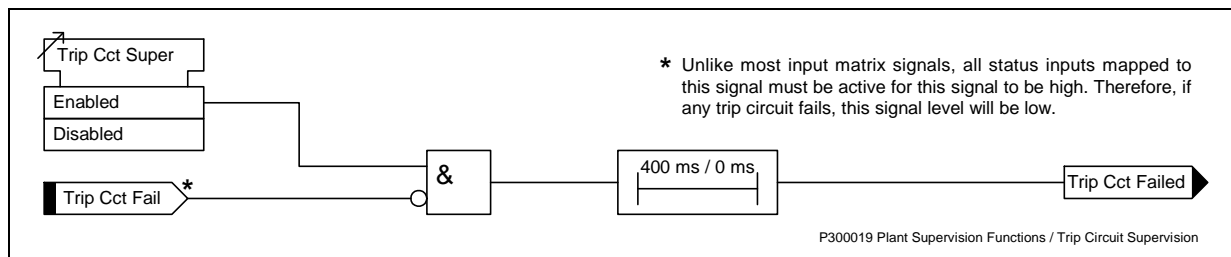 Trip Cct Super
Enabled
Disabled
Trip Cct Fail
*
&
400 ms / 0 ms
Trip Cct Failed
* Unlike most input matrix signals, all status inputs mapped to
this signal must be active for this signal to be high. Therefore, if
any trip circuit fails, this signal level will be low.
P300019 Plant Supervision Functions / Trip Circuit Supervision